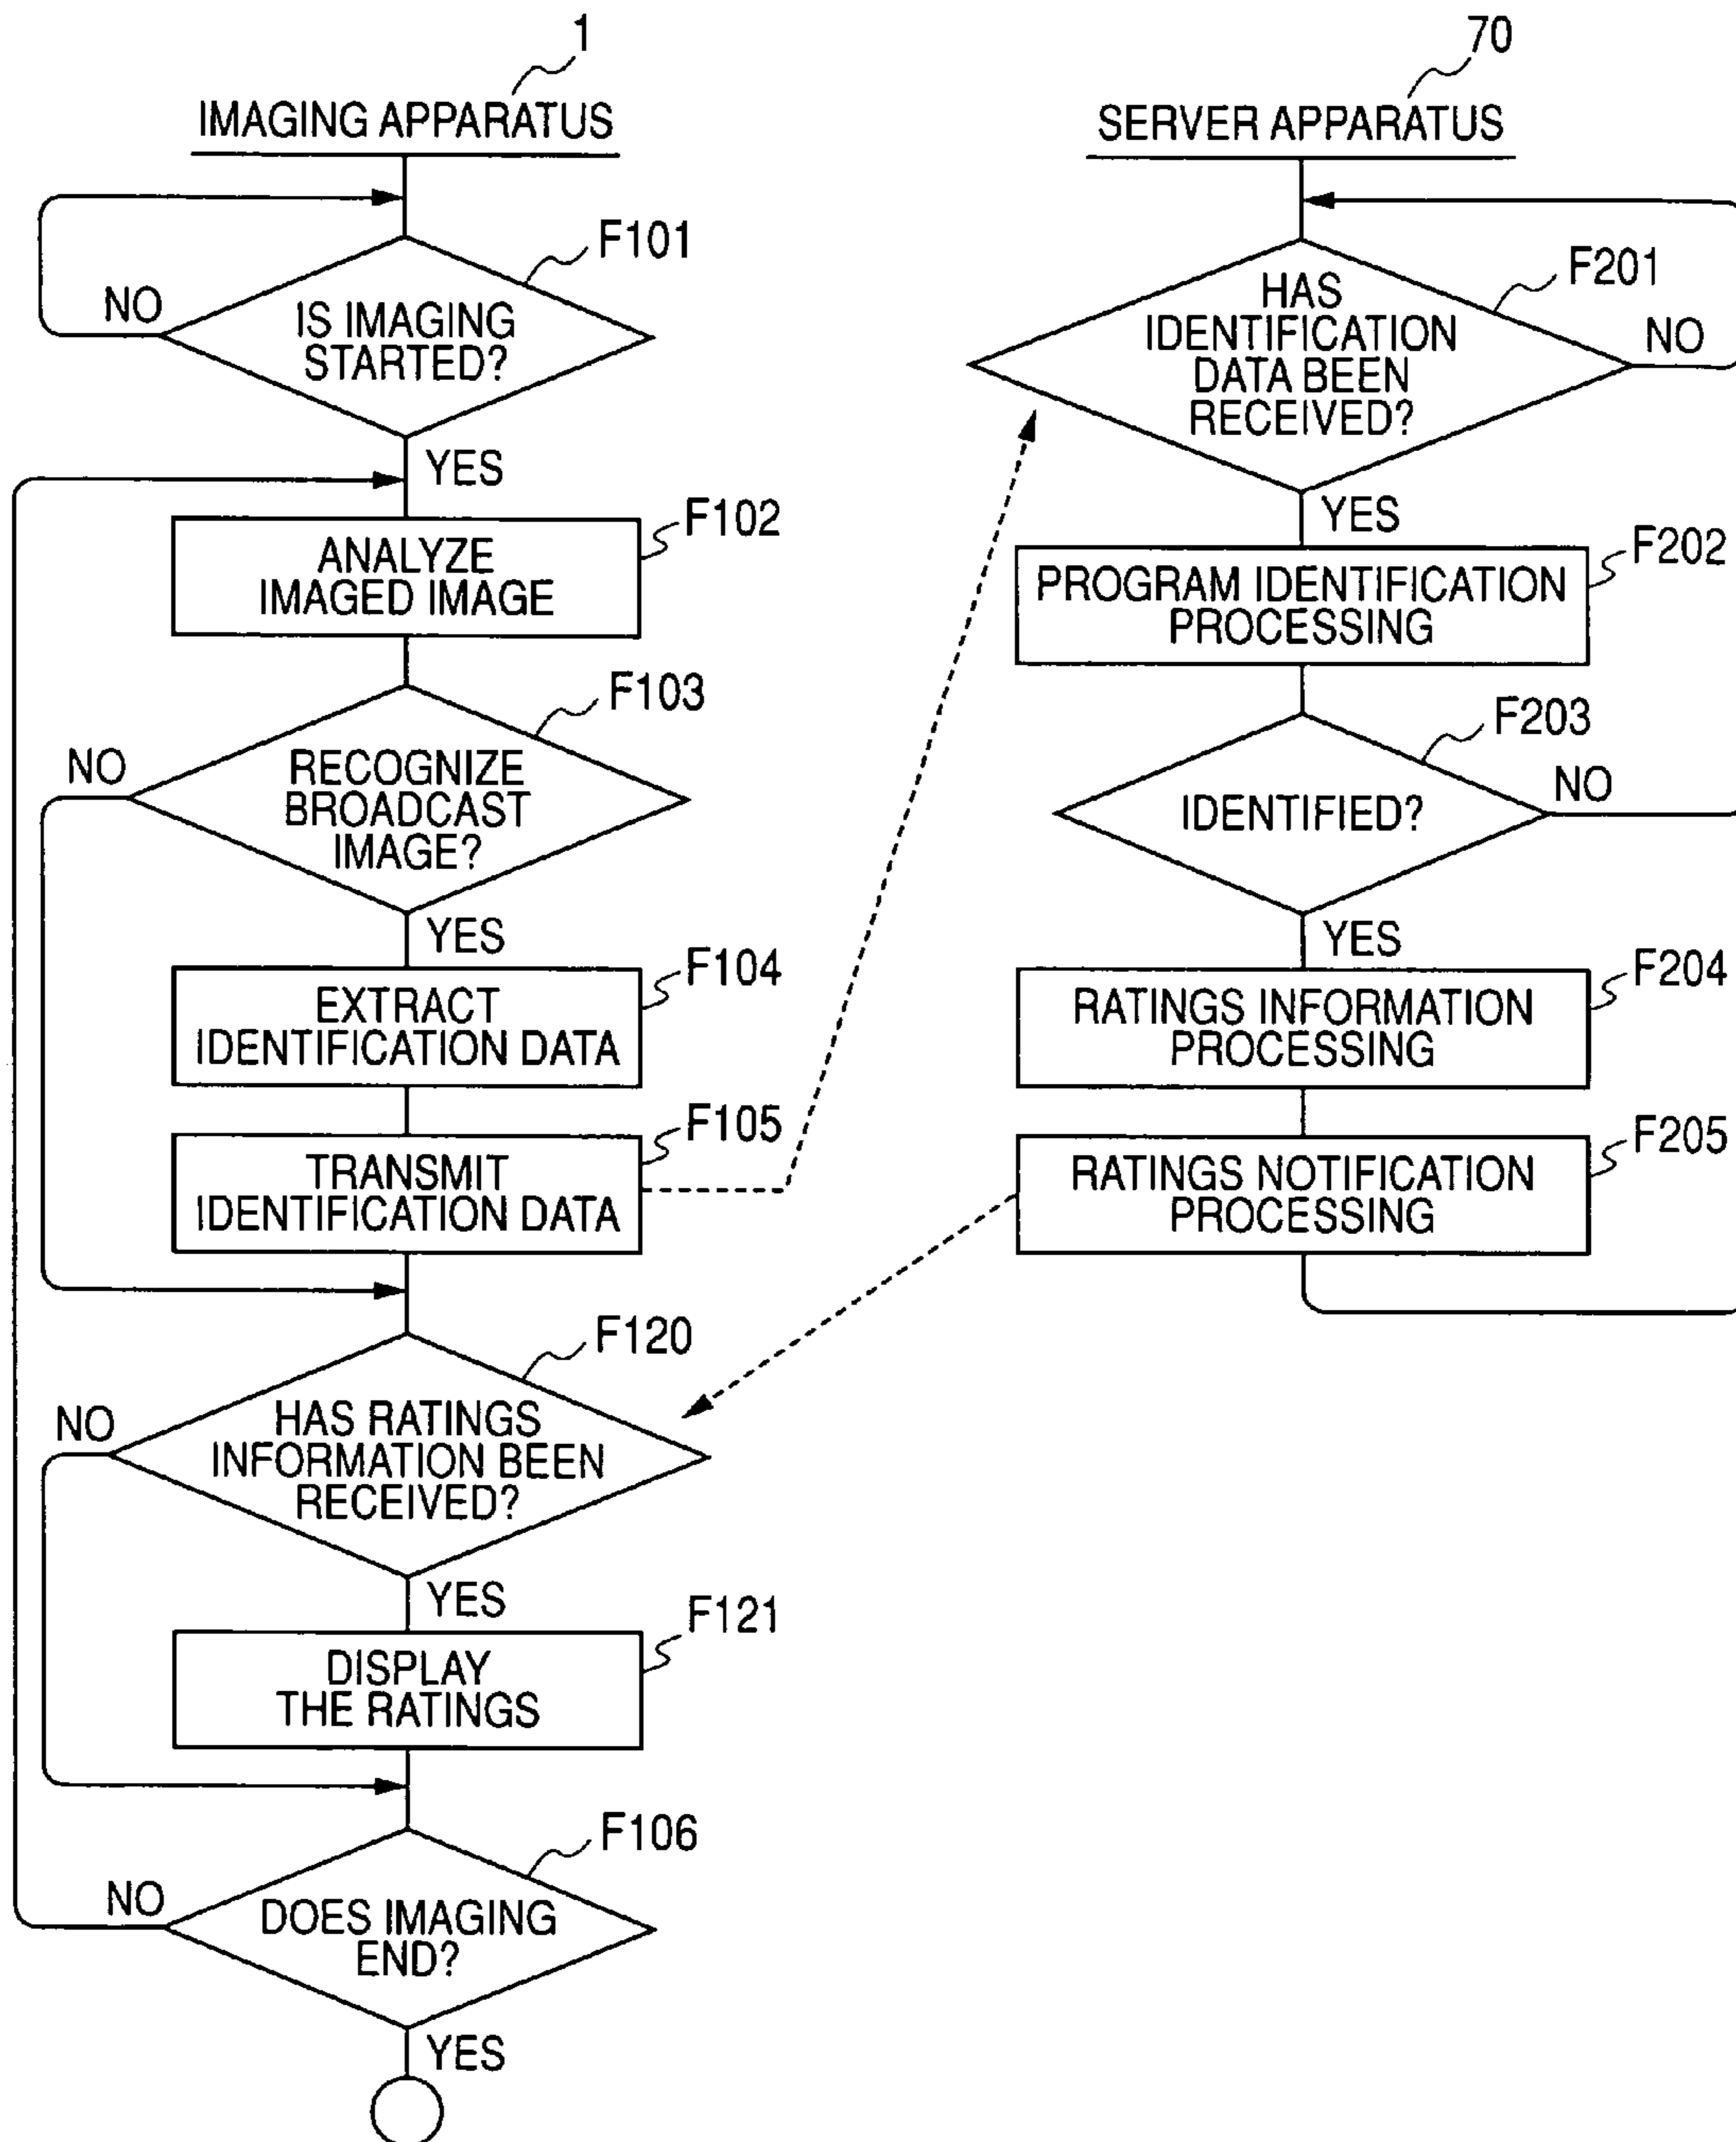 1
IMAGING APPARATUS
F101
NO
IS IMAGING
STARTED?
YES
F102
ANALYZE
IMAGED IMAGE
F103
NO
RECOGNIZE
BROADCAST
IMAGE?
YES
F104
EXTRACT
IDENTIFICATION DATA
F105
TRANSMIT
IDENTIFICATION DATA
F120
NO
HAS RATINGS
INFORMATION BEEN
RECEIVED?
YES
F121
DISPLAY
THE RATINGS
F106
NO
DOES IMAGING
END?
YES
70
SERVER APPARATUS
F201
HAS
IDENTIFICATION
DATA BEEN
RECEIVED?
NO
YES
F202
PROGRAM IDENTIFICATION
PROCESSING
F203
IDENTIFIED?
NO
YES
F204
RATINGS INFORMATION
PROCESSING
F205
RATINGS NOTIFICATION
PROCESSING